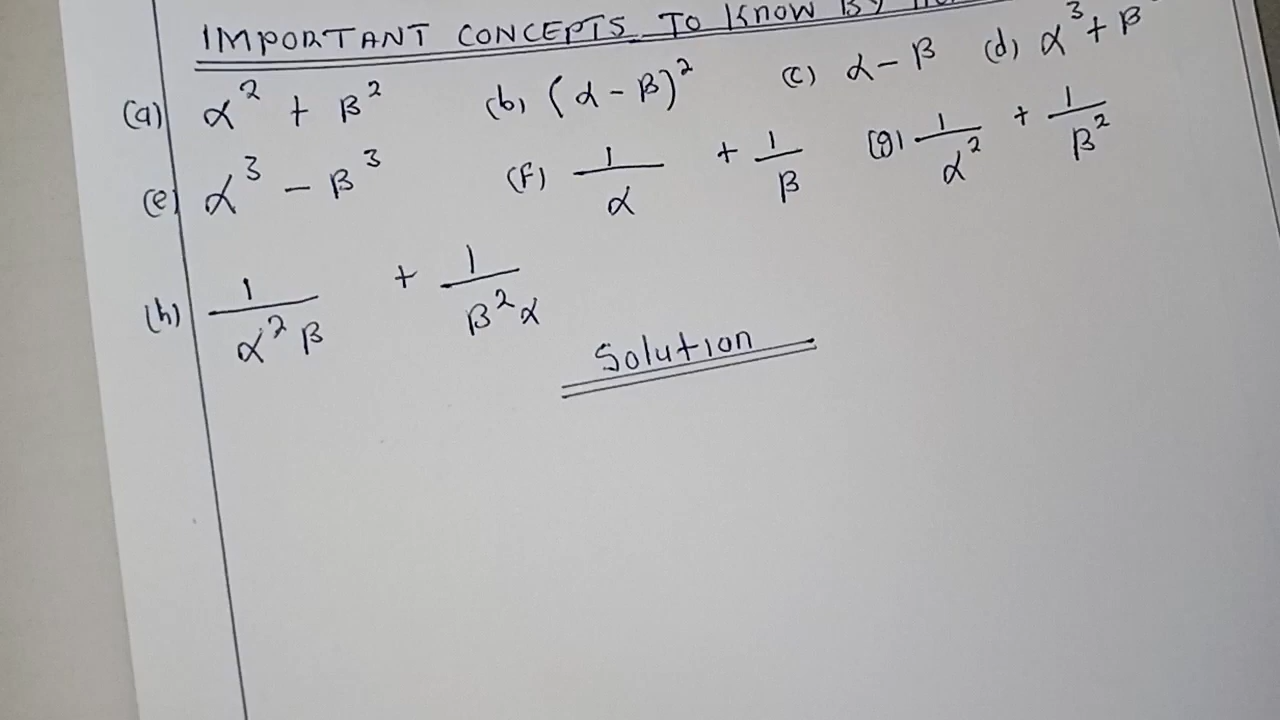 IMPORTANT CONCEPTS TO KNOW BY
(a) α² + β² (b) (α - β)² (c) α - β (d) α³ + β
(e) α³ - β³ (f) 1/α + 1/β (g) 1/α² + 1/β²
(h) 1/α²β + 1/β²α
Solution